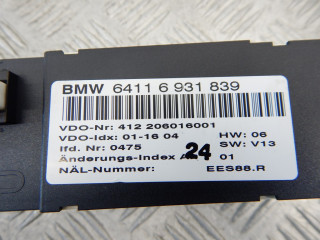 BMW 6411 6 931 839
VDO-Nr: 412 206016001
VDO-Idx: 01-16 04 HW: 06
lfd. Nr: 0475 SW: V13
Änderungs-Index 24 01
NÄL-Nummer: EES88.R